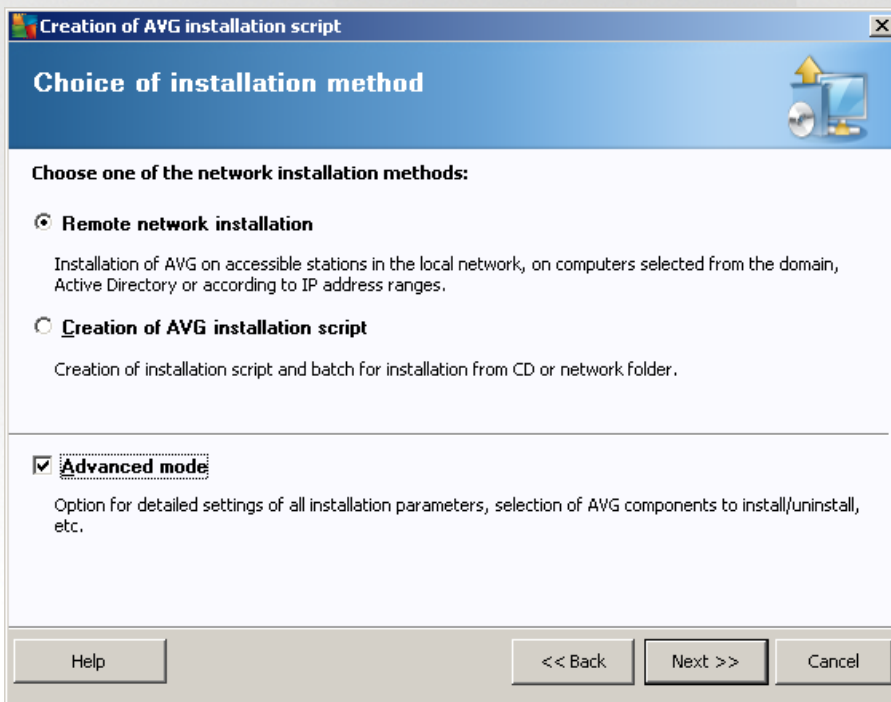 Creation of AVG installation script
Choice of installation method
Choose one of the network installation methods:
Remote network installation
Installation of AVG on accessible stations in the local network, on computers selected from the domain,
Active Directory or according to IP address ranges.
Creation of AVG installation script
Creation of installation script and batch for installation from CD or network folder.
Advanced mode
Option for detailed settings of all installation parameters, selection of AVG components to install/uninstall,
etc.
Help
<< Back
Next >>
Cancel